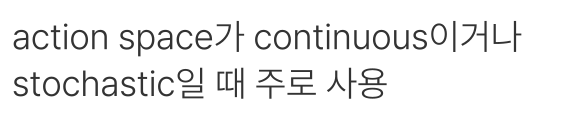 action space가 continuous이거나
stochastic일 때 주로 사용